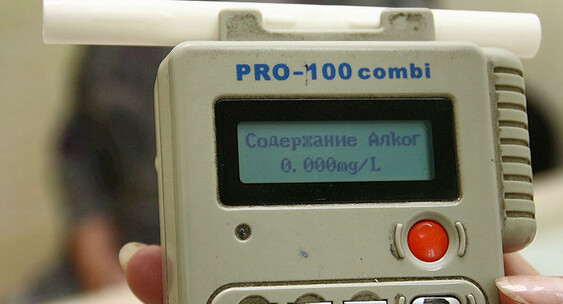 PRO-100 combi
Содержание Алког
0.000mg/L